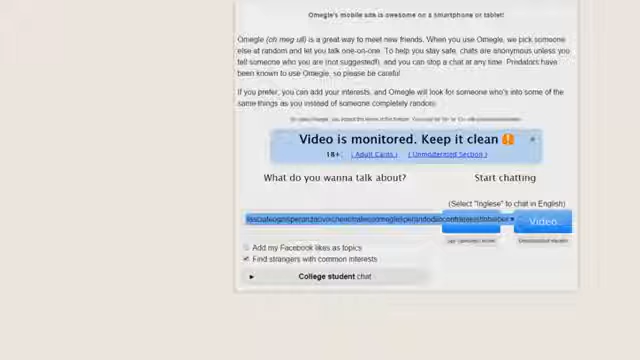 Omegle's mobile site is awesome on a smartphone or tablet!
Omegle (oh·meg·ull) is a great way to meet new friends. When you use Omegle, we pick someone
else at random and let you talk one-on-one. To help you stay safe, chats are anonymous unless you
tell someone who you are (not suggested!), and you can stop a chat at any time. Predators have
been known to use Omegle, so please be careful.
If you prefer, you can add your interests, and Omegle will look for someone who's into some of the
same things as you instead of someone completely random.
Video is monitored. Keep it clean
18+: ( Adult Cams ) ( Unmoderated Section )
What do you wanna talk about? Start chatting
(Select "Inglese" to chat in English)
Video
Add my Facebook likes as topics
Find strangers with common interests
College student chat